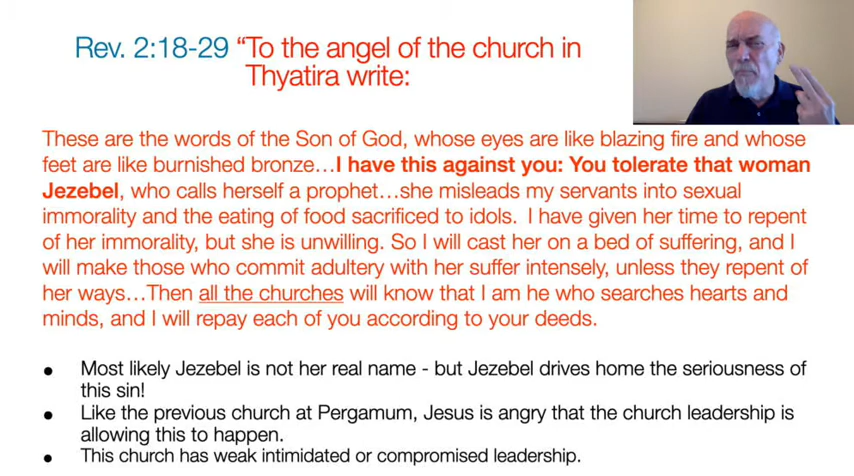 Rev. 2:18-29 “To the angel of the church in
Thyatira write:
These are the words of the Son of God, whose eyes are like blazing fire and whose
feet are like burnished bronze…I have this against you: You tolerate that woman
Jezebel, who calls herself a prophet…she misleads my servants into sexual
immorality and the eating of food sacrificed to idols. I have given her time to repent
of her immorality, but she is unwilling. So I will cast her on a bed of suffering, and I
will make those who commit adultery with her suffer intensely, unless they repent of
her ways…Then all the churches will know that I am he who searches hearts and
minds, and I will repay each of you according to your deeds.
• Most likely Jezebel is not her real name - but Jezebel drives home the seriousness of
this sin!
• Like the previous church at Pergamum, Jesus is angry that the church leadership is
allowing this to happen.
• This church has weak intimidated or compromised leadership.